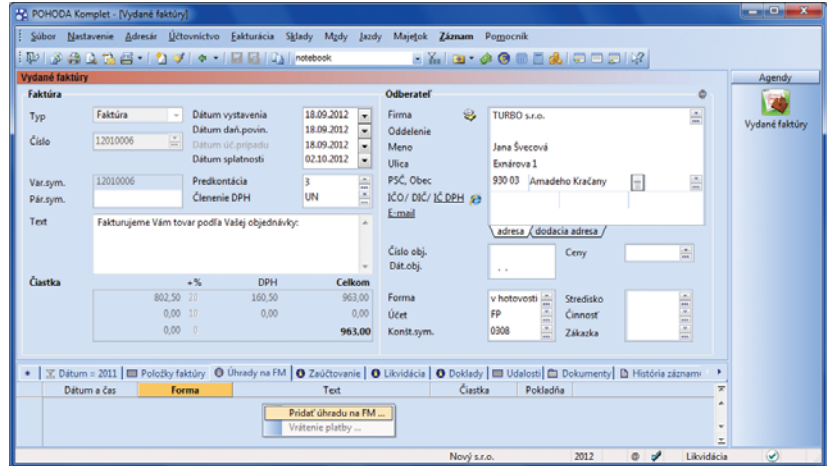 POHODA Komplet - [Vydané faktúry]
Súbor Nastavenie Adresár Účtovníctvo Fakturácia Sklady Mzdy Jazdy Majetok Záznam Pomocník
notebook
Vydané faktúry
Agendy
Vydané faktúry
Faktúra
Typ Faktúra
Číslo 12010006
Var.sym. 12010006
Pár.sym.
Dátum vystavenia 18.09.2012
Dátum daň.povin. 18.09.2012
Dátum úč.prípadu 18.09.2012
Dátum splatnosti 02.10.2012
Predkontácia 3
Členenie DPH UN
Text Fakturujeme Vám tovar podľa Vašej objednávky:
Čiastka +% DPH Celkom
802,50 20 160,50 963,00
0,00 10 0,00 0,00
0,00 0 963,00
Odberateľ
Firma TURBO s.r.o.
Oddelenie
Meno Jana Švecová
Ulica Exnárova 1
PSČ, Obec 930 03 Amadeho Kračany
IČO/ DIČ/ IČ DPH
E-mail
adresa dodacia adresa
Číslo obj. Ceny
Dát.obj. . .
Forma v hotovosti Stredisko
Účet FP Činnosť
Konšt.sym. 0308 Zákazka
Dátum = 2011 Položky faktúry Úhrady na FM Zaúčtovanie Likvidácia Doklady Udalosti Dokumenty História záznamu
Dátum a čas Forma Text Čiastka Pokladňa
Pridať úhradu na FM ...
Vrátenie platby ...
Nový s.r.o. 2012 @ Likvidácia